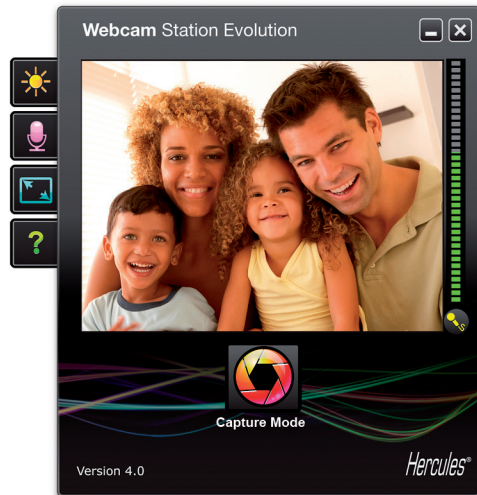 Webcam Station Evolution
?
S
Capture Mode
Version 4.0
Hercules®